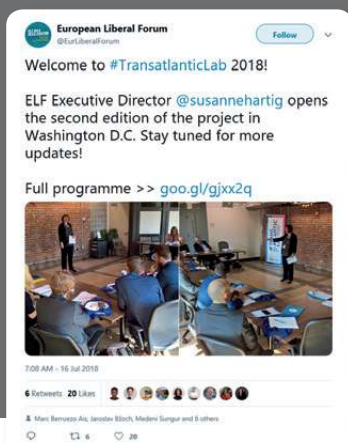 European Liberal Forum
@EurLiberalForum
Follow
Welcome to #TransatlanticLab 2018!
ELF Executive Director @susannehartig opens
the second edition of the project in
Washington D.C. Stay tuned for more
updates!
Full programme >> goo.gl/gjxx2q
7:08 AM - 16 Jul 2018
6 Retweets 20 Likes
Marc Berruezo Ais, Jaroslav Bžoch, Medeni Sungur and 8 others
6
20